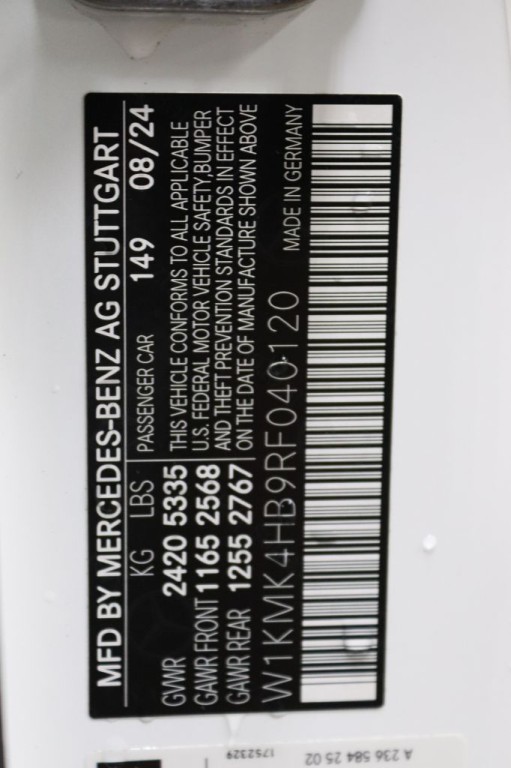 MFD BY MERCEDES-BENZ AG STUTTGART
KG LBS PASSENGER CAR 149 08/24
GVWR 2420 5335
GAWR FRONT 1165 2568
GAWR REAR 1255 2767
THIS VEHICLE CONFORMS TO ALL APPLICABLE
U.S. FEDERAL MOTOR VEHICLE SAFETY,BUMPER
AND THEFT PREVENTION STANDARDS IN EFFECT
ON THE DATE OF MANUFACTURE SHOWN ABOVE
W1KMK4HB9RF040120 MADE IN GERMANY
A 236 584 25 02
1752329